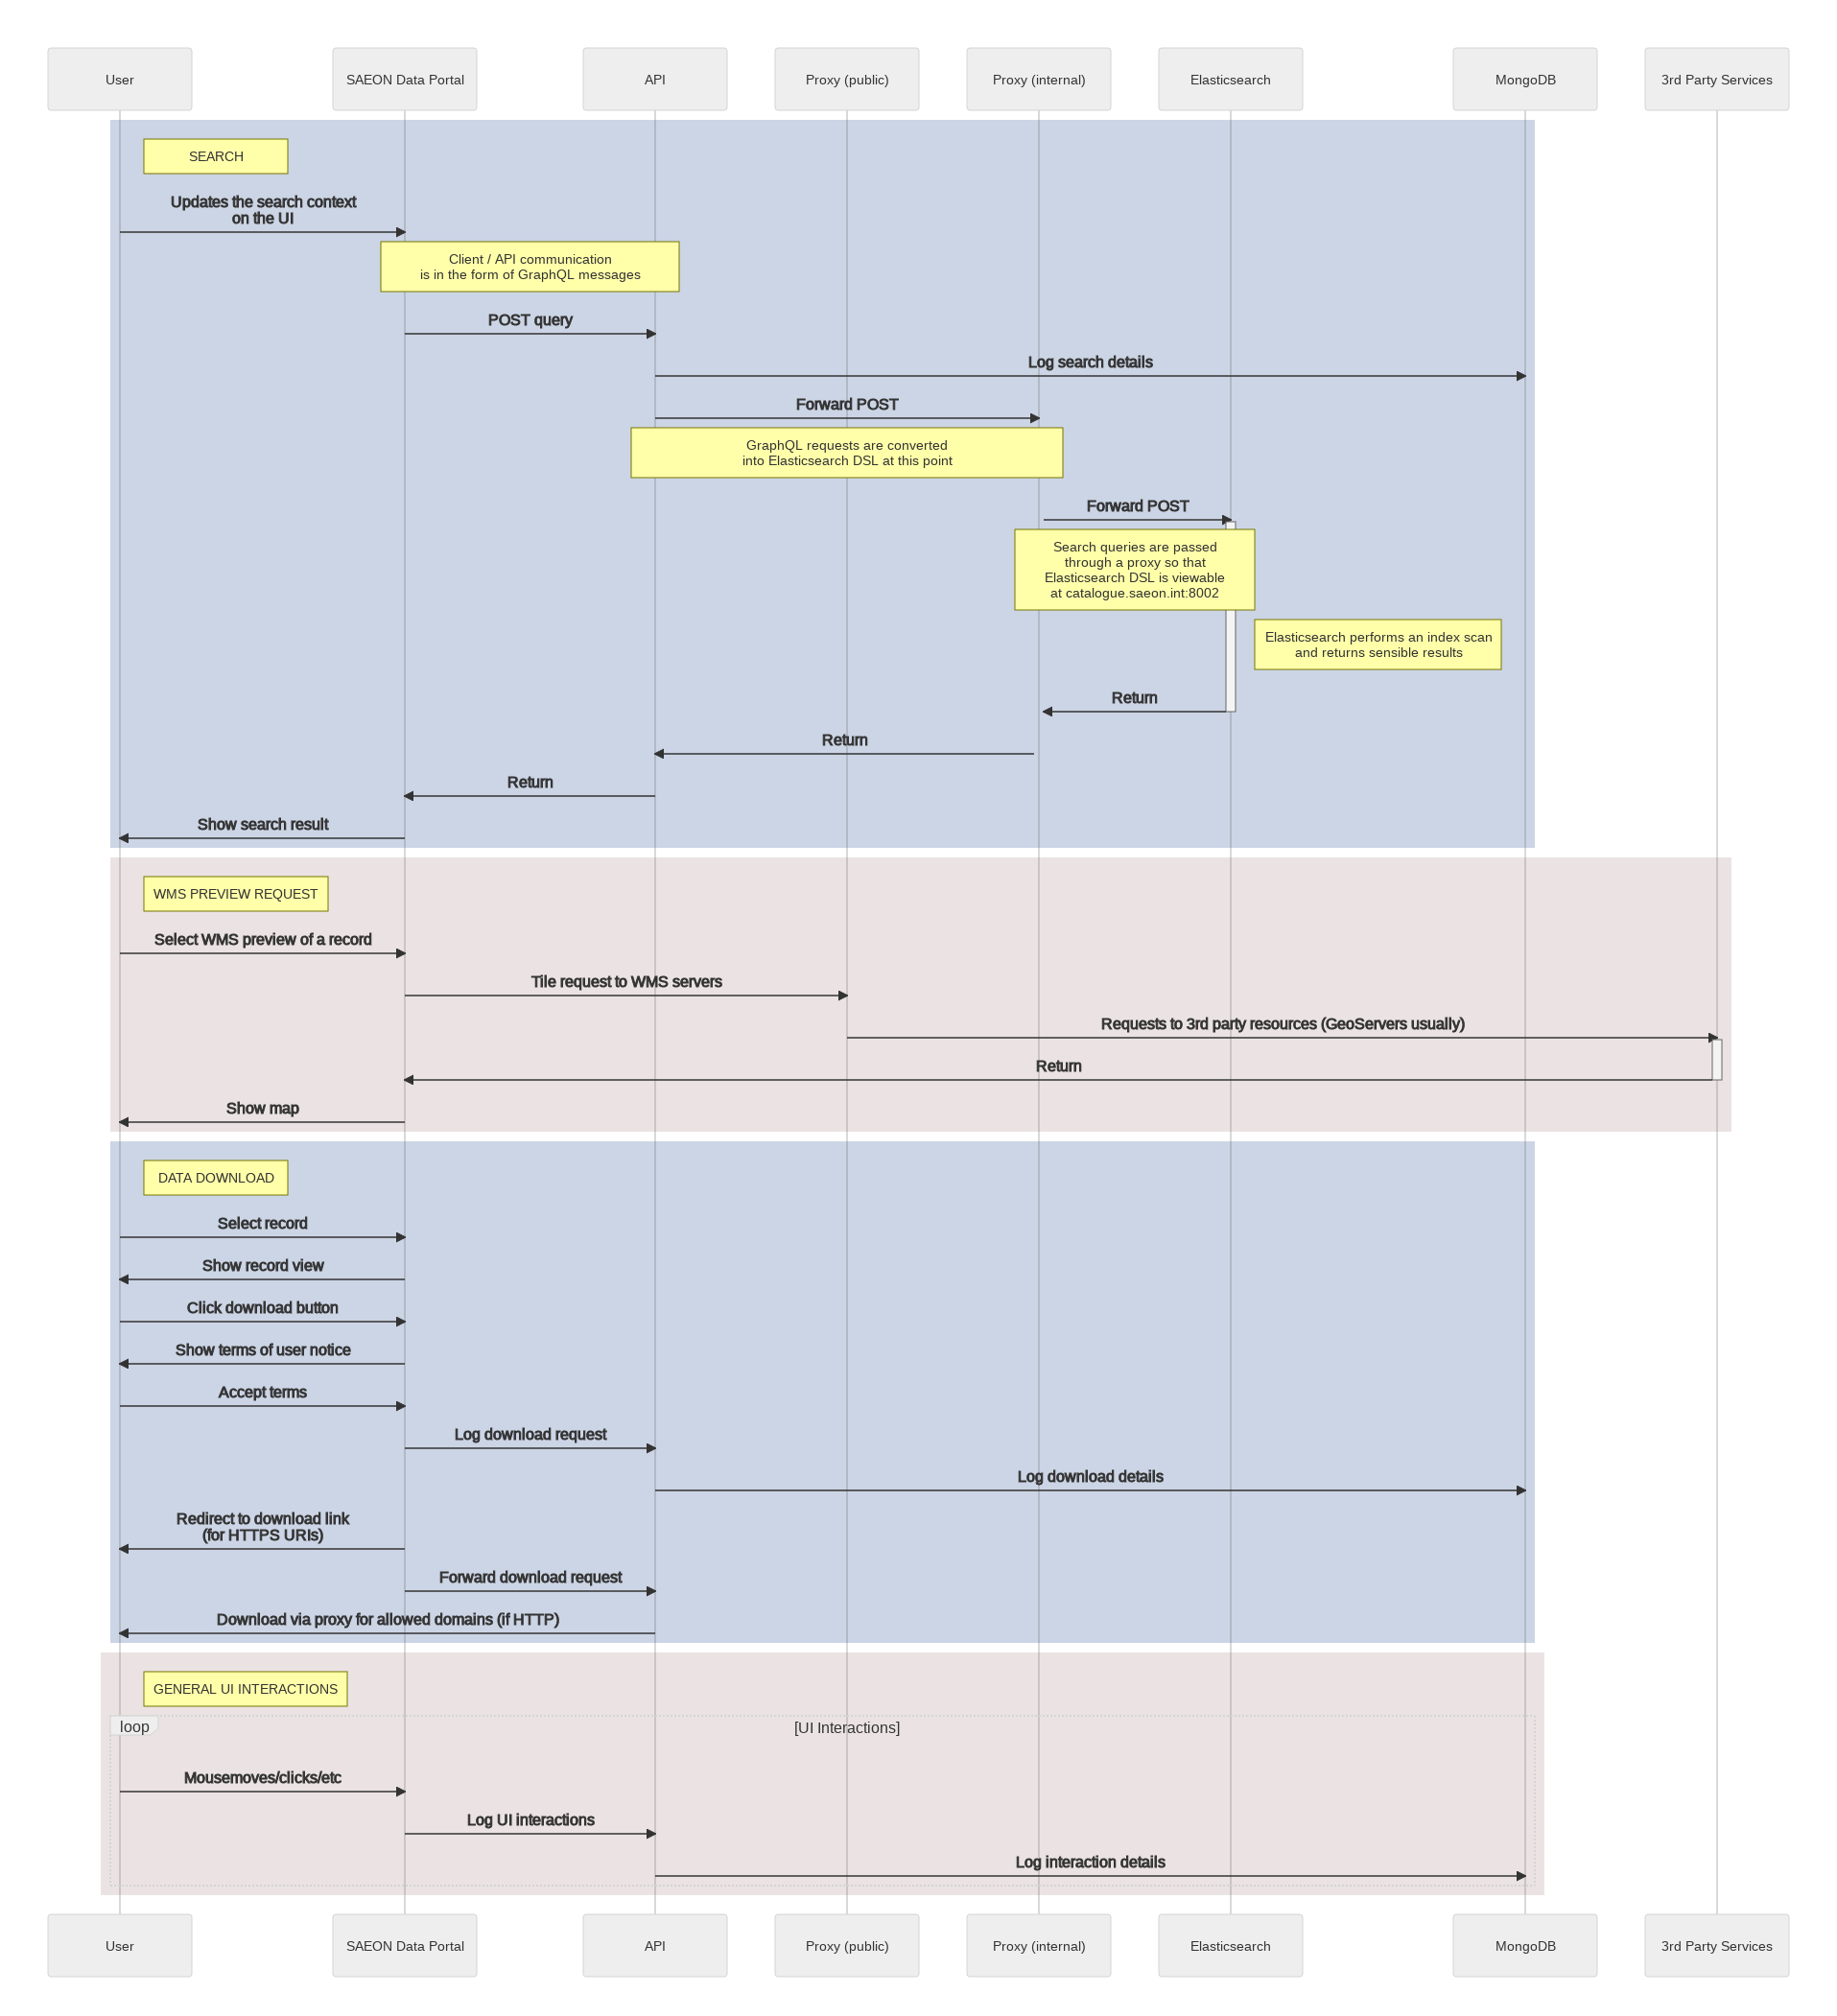 User
SAEON Data Portal
API
Proxy (public)
Proxy (internal)
Elasticsearch
MongoDB
3rd Party Services
SEARCH
Updates the search context
on the UI
Client / API communication
is in the form of GraphQL messages
POST query
Log search details
Forward POST
GraphQL requests are converted
into Elasticsearch DSL at this point
Forward POST
Search queries are passed
through a proxy so that
Elasticsearch DSL is viewable
at catalogue.saeon.int:8002
Elasticsearch performs an index scan
and returns sensible results
Return
Return
Return
Show search result
WMS PREVIEW REQUEST
Select WMS preview of a record
Tile request to WMS servers
Requests to 3rd party resources (GeoServers usually)
Return
Show map
DATA DOWNLOAD
Select record
Show record view
Click download button
Show terms of user notice
Accept terms
Log download request
Log download details
Redirect to download link
(for HTTPS URIs)
Forward download request
Download via proxy for allowed domains (if HTTP)
GENERAL UI INTERACTIONS
loop
[UI Interactions]
Mousemoves/clicks/etc
Log UI interactions
Log interaction details
User
SAEON Data Portal
API
Proxy (public)
Proxy (internal)
Elasticsearch
MongoDB
3rd Party Services